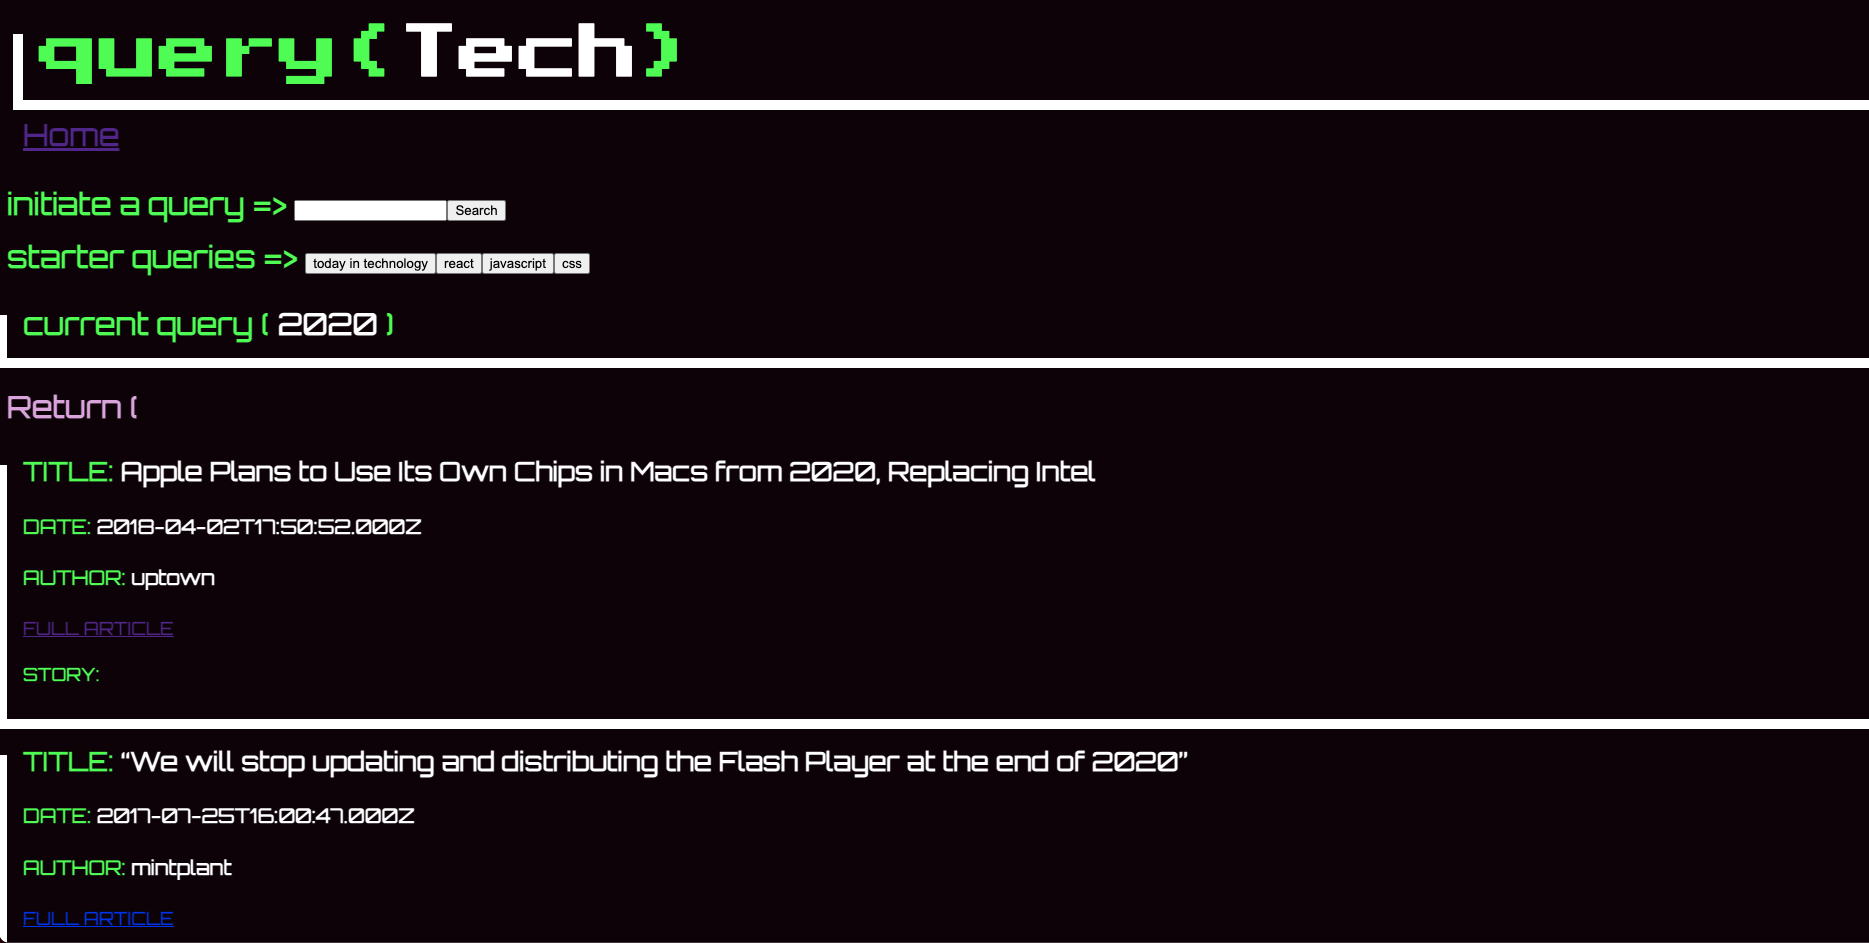 query(Tech)
Home
initiate a query => Search
starter queries => today in technology react javascript css
current query ( 2020 )
Return (
TITLE: Apple Plans to Use Its Own Chips in Macs from 2020, Replacing Intel
DATE: 2018-04-02T17:50:52.000Z
AUTHOR: uptown
FULL ARTICLE
STORY:
TITLE: “We will stop updating and distributing the Flash Player at the end of 2020”
DATE: 2017-07-25T16:00:47.000Z
AUTHOR: mintplant
FULL ARTICLE